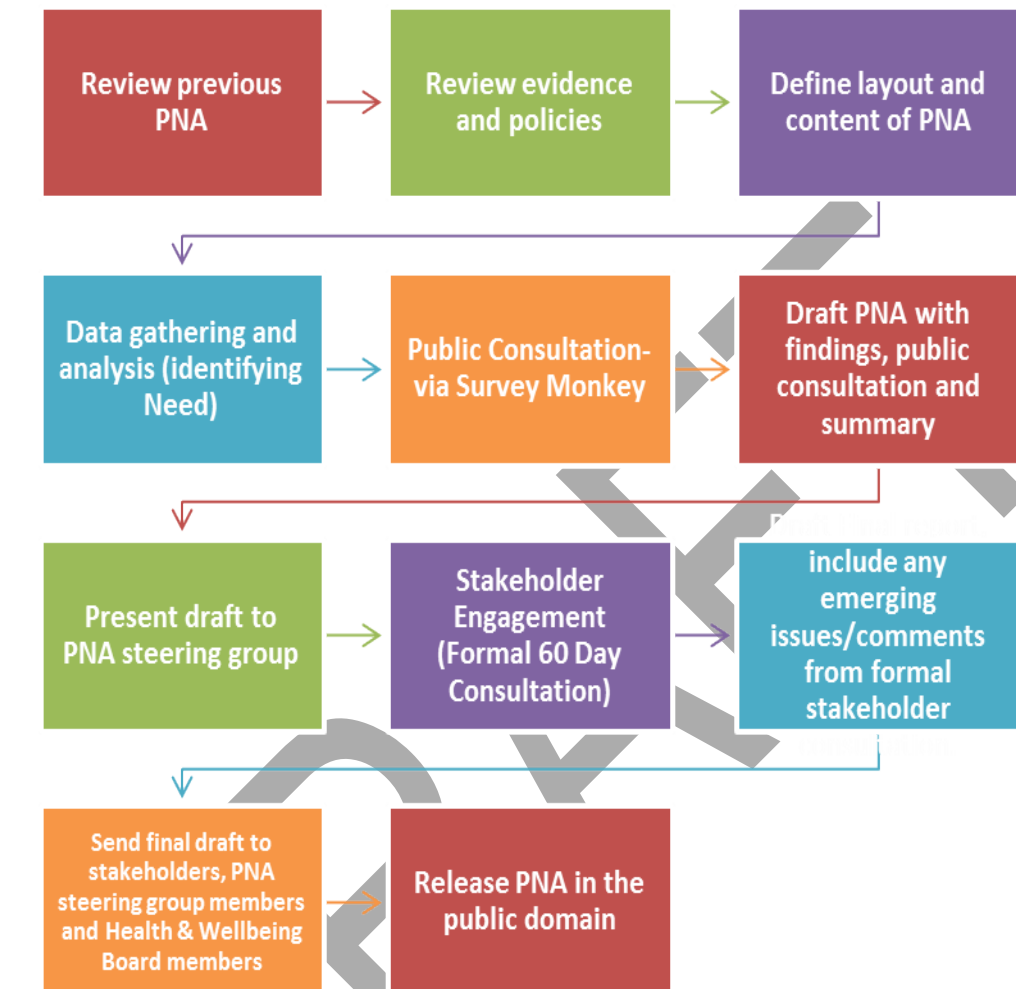 Review previous
PNA
Review evidence
and policies
Define layout and
content of PNA
Data gathering and
analysis (identifying
Need)
Public Consultation-
via Survey Monkey
Draft PNA with
findings, public
consultation and
summary
Present draft to
PNA steering group
Stakeholder
Engagement
(Formal 60 Day
Consultation)
include any
emerging
issues/comments
from formal
stakeholder
Send final draft to
stakeholders, PNA
steering group members
and Health & Wellbeing
Board members
Release PNA in the
public domain